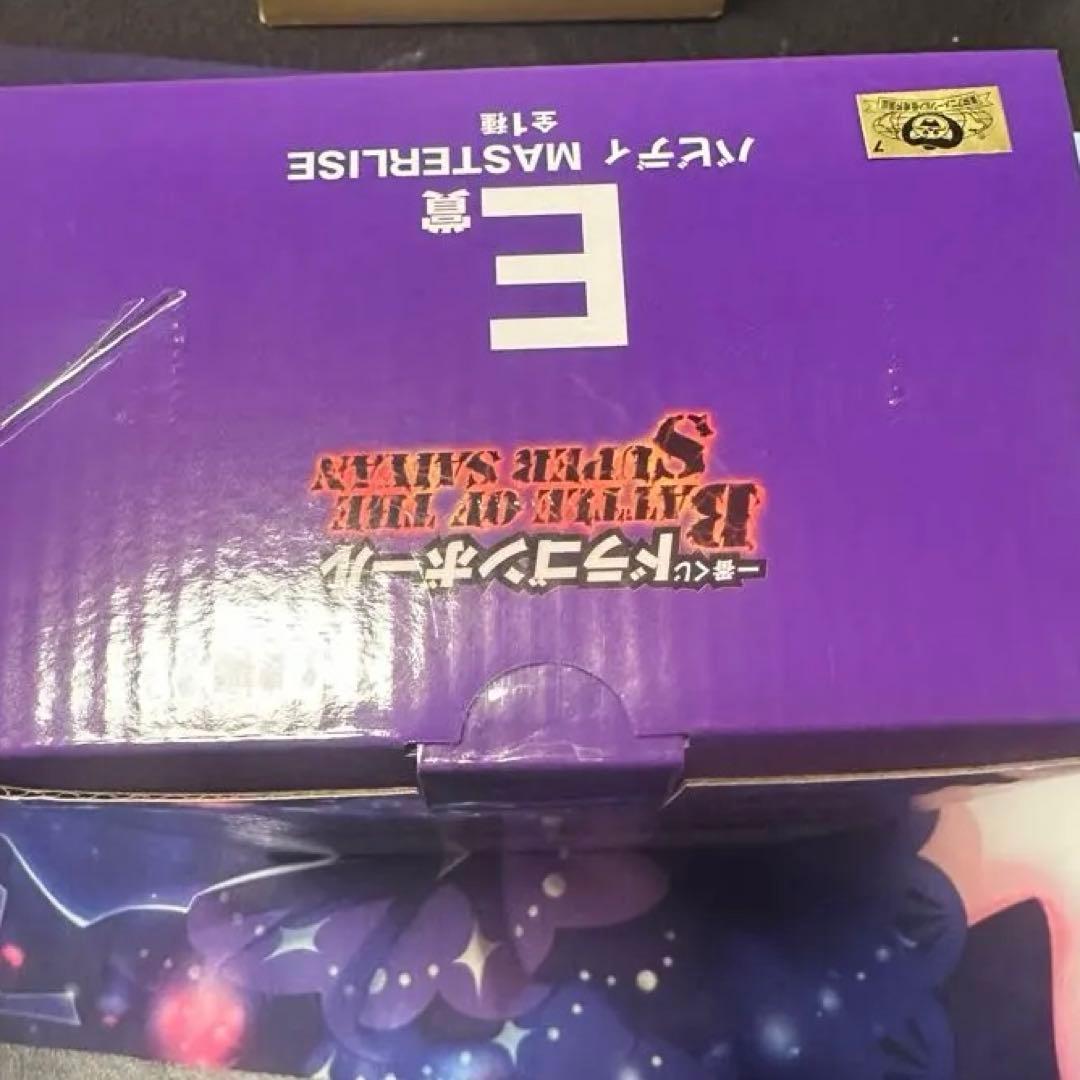 一番くじ ドラゴンボール
BATTLE OF THE
SUPER SAIYAN
E賞
バビディ MASTERLISE
全1種